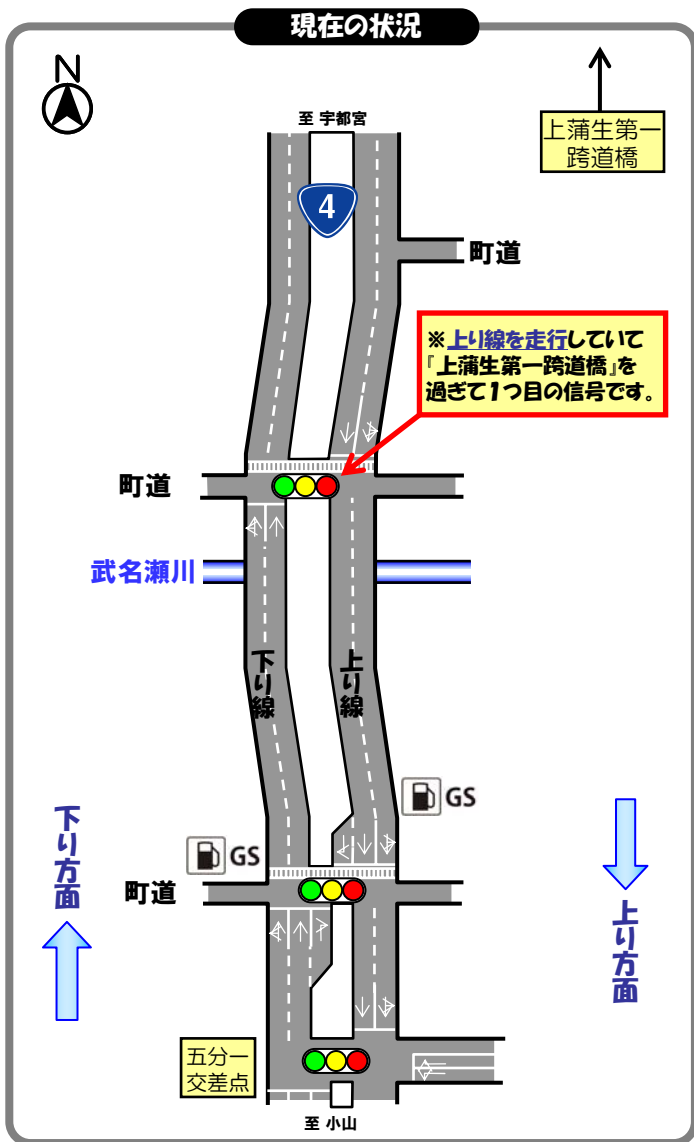 現在の状況
N
至 宇都宮
上蒲生第一
跨道橋
4
町道
※上り線を走行していて
『上蒲生第一跨道橋』を
過ぎて1つ目の信号です。
町道
武名瀬川
下り線
上り線
GS
GS
下り方面
上り方面
町道
五分一
交差点
至 小山